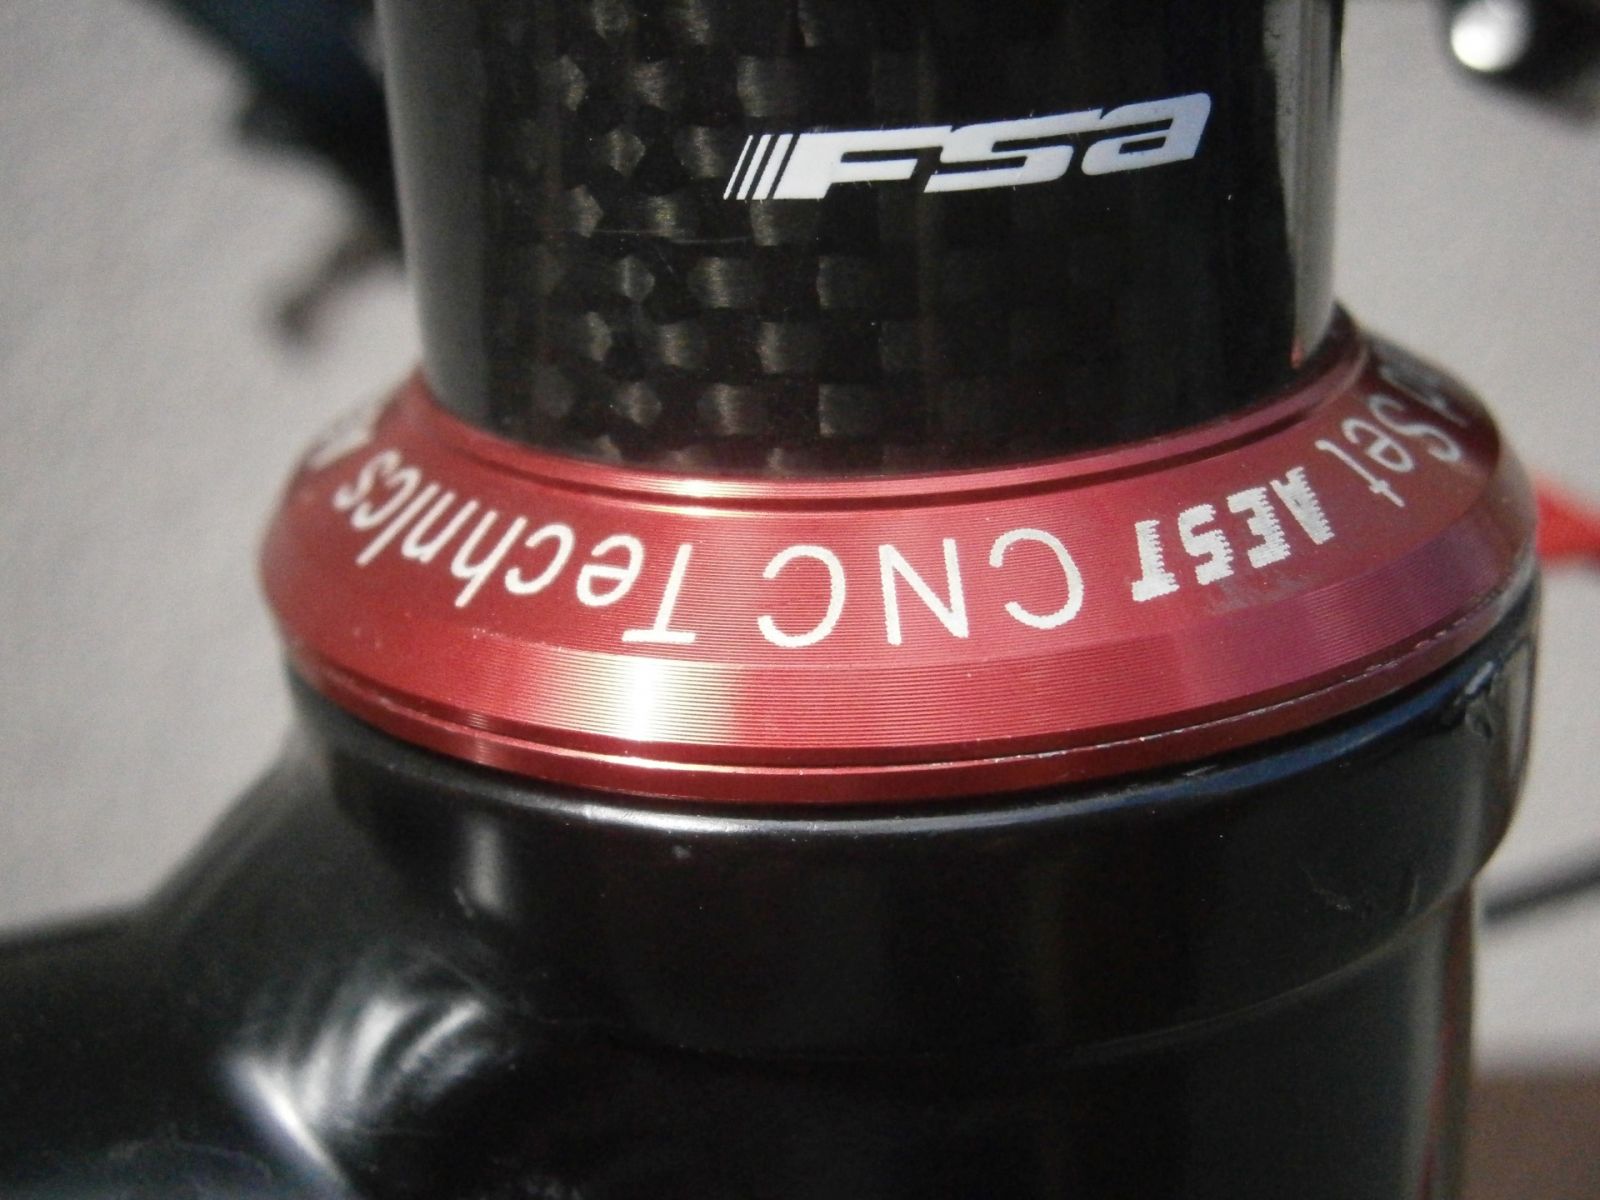 FSA
Set AEST CNC Technics